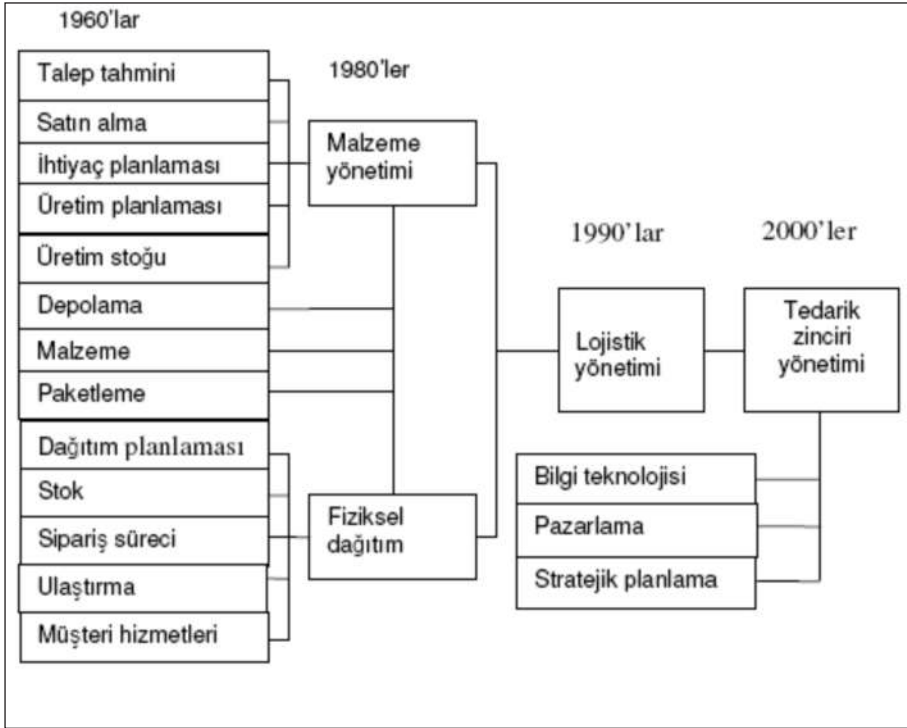 1960'lar
Talep tahmini
Satın alma
İhtiyaç planlaması
Üretim planlaması
Üretim stoğu
Depolama
Malzeme
Paketleme
Dağıtım planlaması
Stok
Sipariş süreci
Ulaştırma
Müşteri hizmetleri
1980'ler
Malzeme
yönetimi
Fiziksel
dağıtım
1990'lar
Lojistik
yönetimi
2000'ler
Tedarik
zinciri
yönetimi
Bilgi teknolojisi
Pazarlama
Stratejik planlama